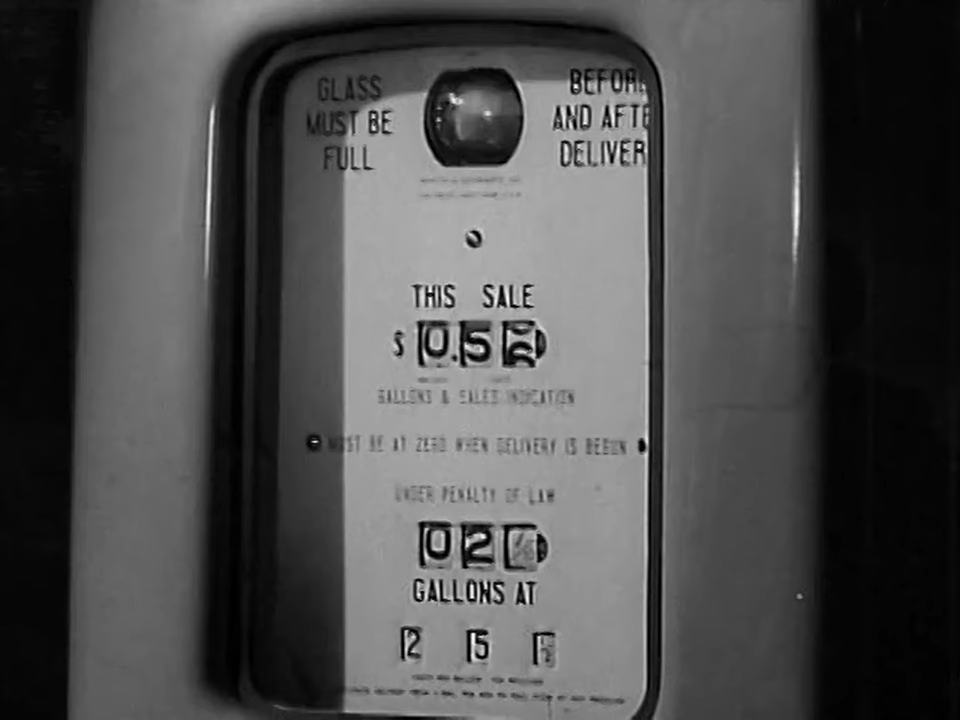 GLASS
MUST BE
FULL
BEFOR
AND AFTE
DELIVER
THIS SALE
$ 0.5
GALLONS & SALES INDICATION
MUST BE AT ZERO WHEN DELIVERY IS BEGUN
UNDER PENALTY OF LAW
02
GALLONS AT
2 5